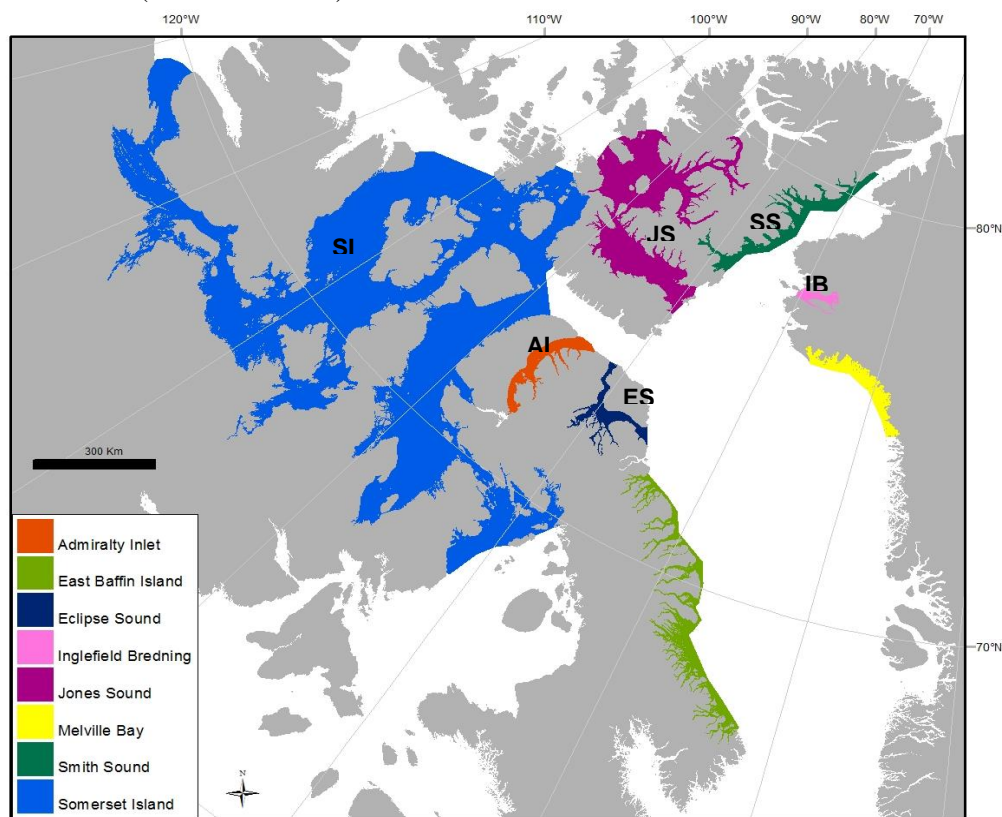 120°W
110°W
100°W
90°W
80°W
70°W
SI
JS
SS
80°N
IB
AI
ES
300 Km
Admiralty Inlet
East Baffin Island
Eclipse Sound
Inglefield Bredning
Jones Sound
70°N
Melville Bay
Smith Sound
N
Somerset Island